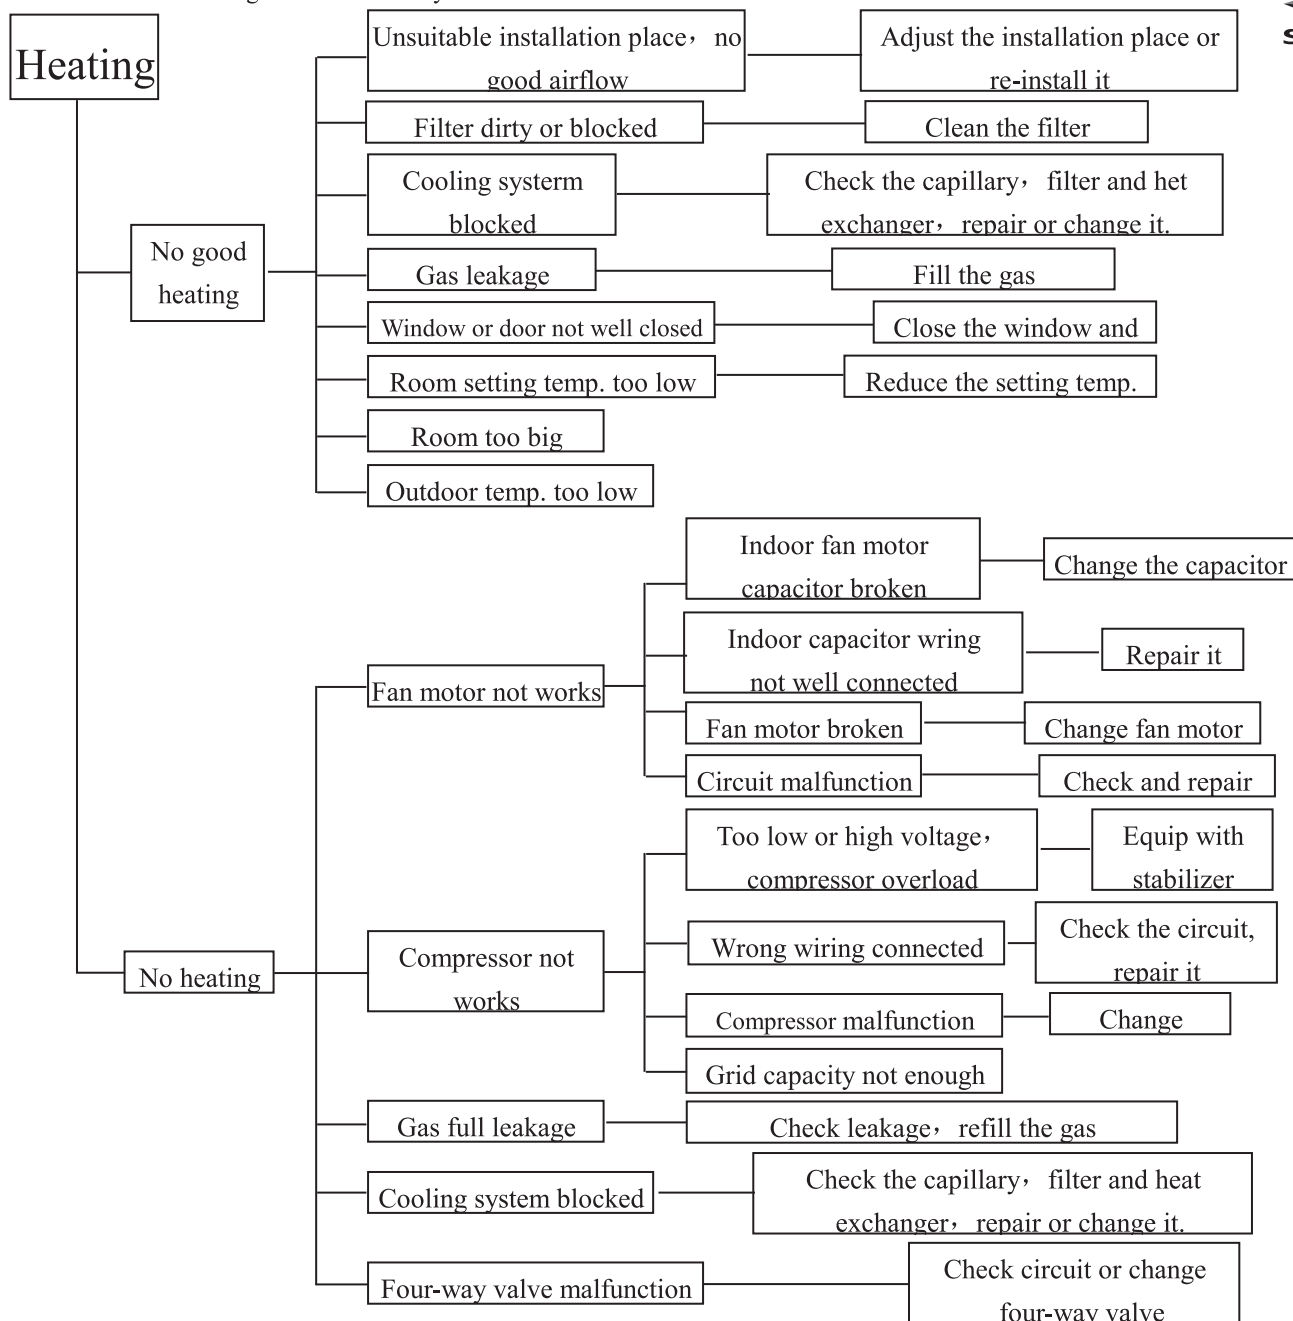 Heating
Unsuitable installation place，no
good airflow
Adjust the installation place or
re-install it
Filter dirty or blocked
Clean the filter
Cooling systerm
blocked
Check the capillary，filter and het
exchanger，repair or change it.
No good
heating
Gas leakage
Fill the gas
Window or door not well closed
Close the window and
Room setting temp. too low
Reduce the setting temp.
Room too big
Outdoor temp. too low
Indoor fan motor
capacitor broken
Change the capacitor
Indoor capacitor wring
not well connected
Repair it
Fan motor not works
Fan motor broken
Change fan motor
Circuit malfunction
Check and repair
Too low or high voltage，
compressor overload
Equip with
stabilizer
Wrong wiring connected
Check the circuit,
repair it
No heating
Compressor not
works
Compressor malfunction
Change
Grid capacity not enough
Gas full leakage
Check leakage，refill the gas
Cooling system blocked
Check the capillary，filter and heat
exchanger，repair or change it.
Four-way valve malfunction
Check circuit or change
four-way valve